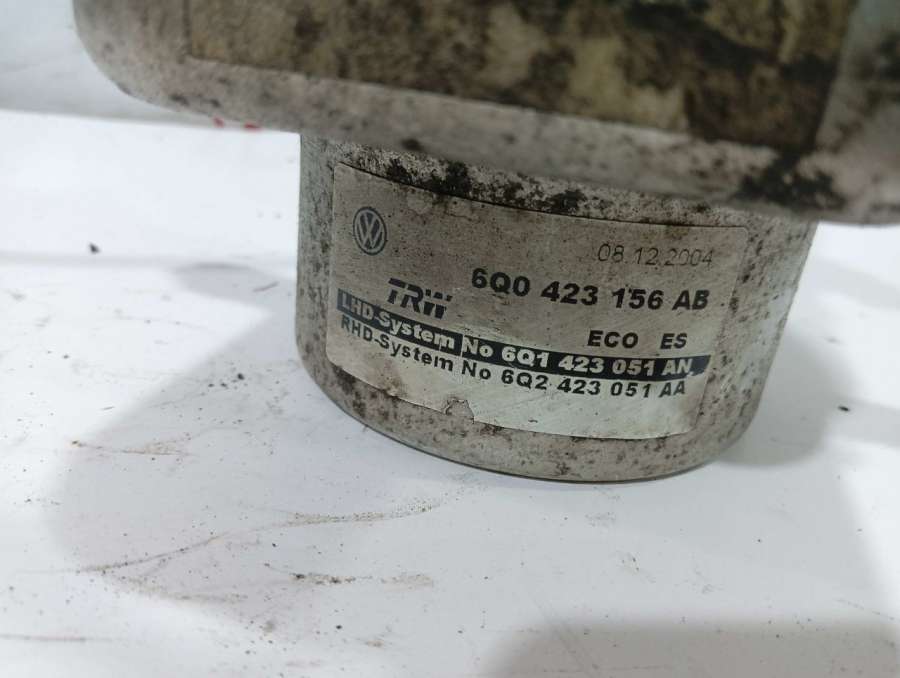 08.12.2004
6Q0 423 156 AB
TRW
ECO ES
LHD-System No 6Q1 423 051 AN
RHD-System No 6Q2 423 051 AA